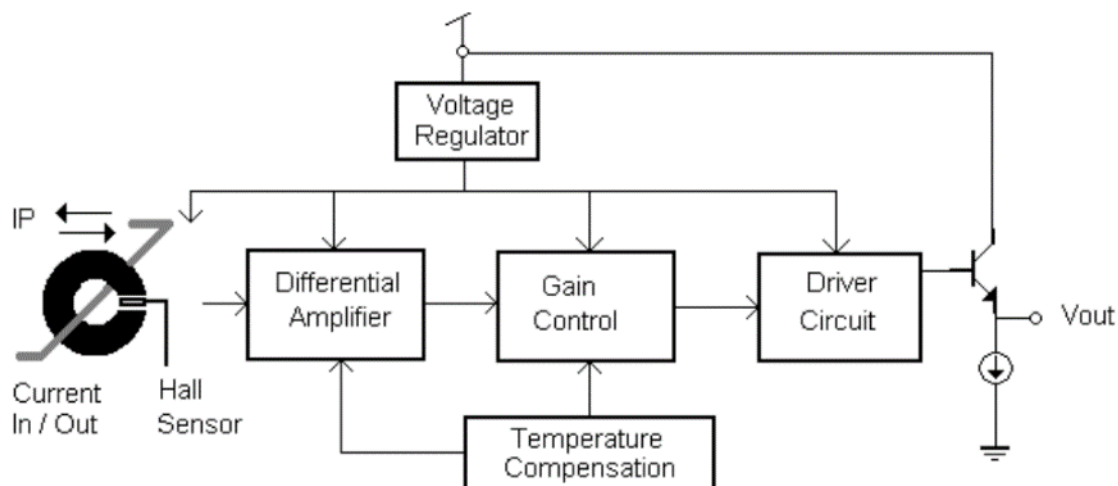 Voltage
Regulator
IP
Differential
Amplifier
Gain
Control
Driver
Circuit
Vout
Current
In / Out
Hall
Sensor
Temperature
Compensation